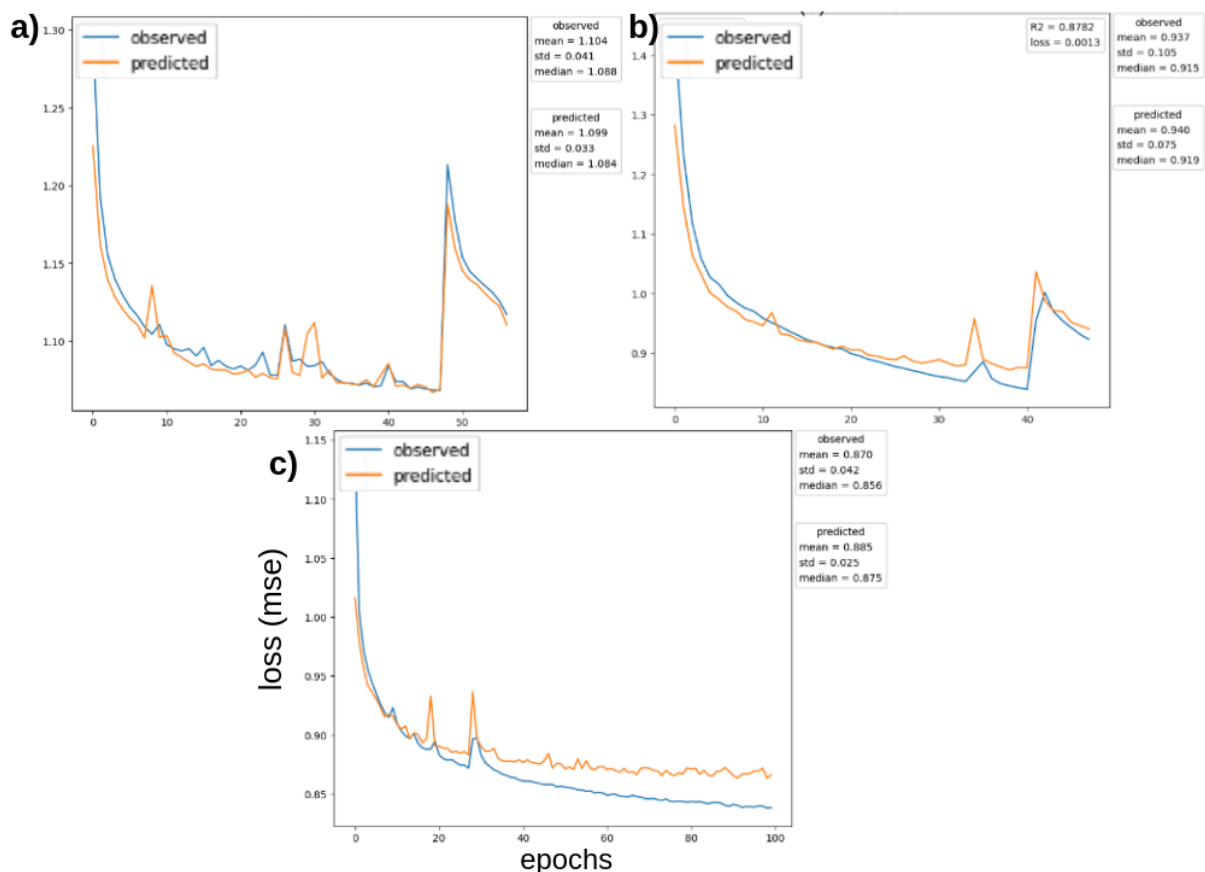 a)
observed
predicted
1.30
1.25
1.20
1.15
1.10
0
10
20
30
40
50
observed
mean = 1.104
std = 0.041
median = 1.088
predicted
mean = 1.099
std = 0.033
median = 1.084
b)
observed
predicted
R2 = 0.8782
loss = 0.0013
1.4
1.3
1.2
1.1
1.0
0.9
0
10
20
30
40
observed
mean = 0.937
std = 0.105
median = 0.915
predicted
mean = 0.940
std = 0.075
median = 0.919
c)
observed
predicted
1.15
1.10
1.05
1.00
0.95
0.90
0.85
0
20
40
60
80
100
loss (mse)
epochs
observed
mean = 0.870
std = 0.042
median = 0.856
predicted
mean = 0.885
std = 0.025
median = 0.875